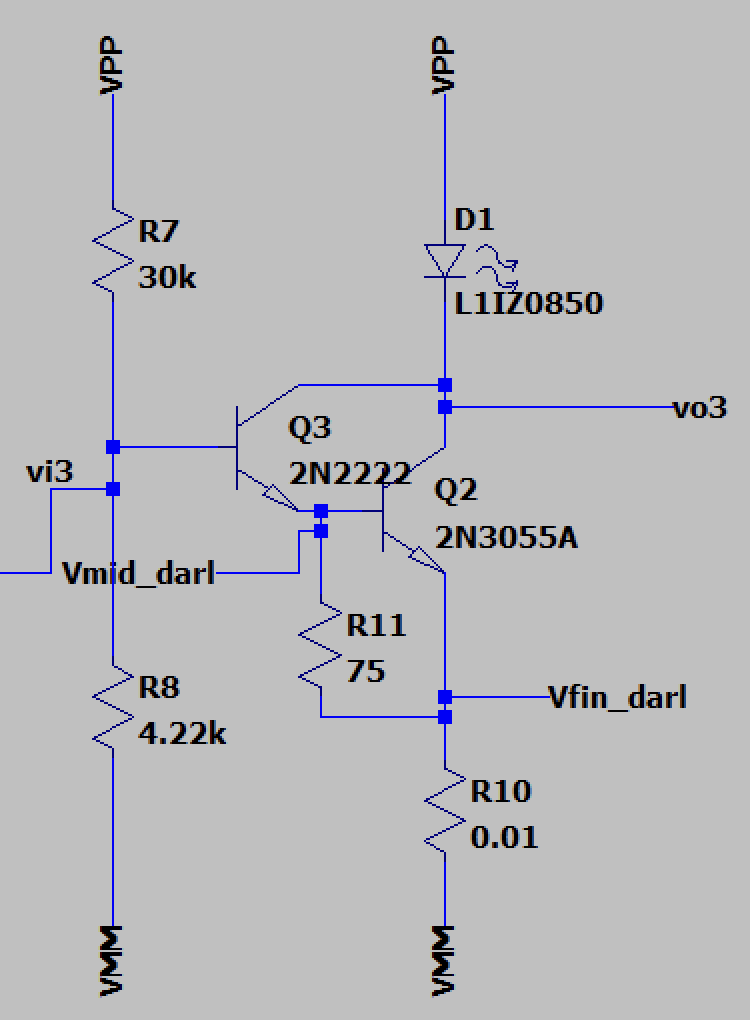 VPP
VPP
D1
R7
30k
L1IZ0850
vo3
Q3
vi3
2N2222
Q2
2N3055A
Vmid_darl
R11
75
R8
4.22k
Vfin_darl
R10
0.01
VMM
VMM